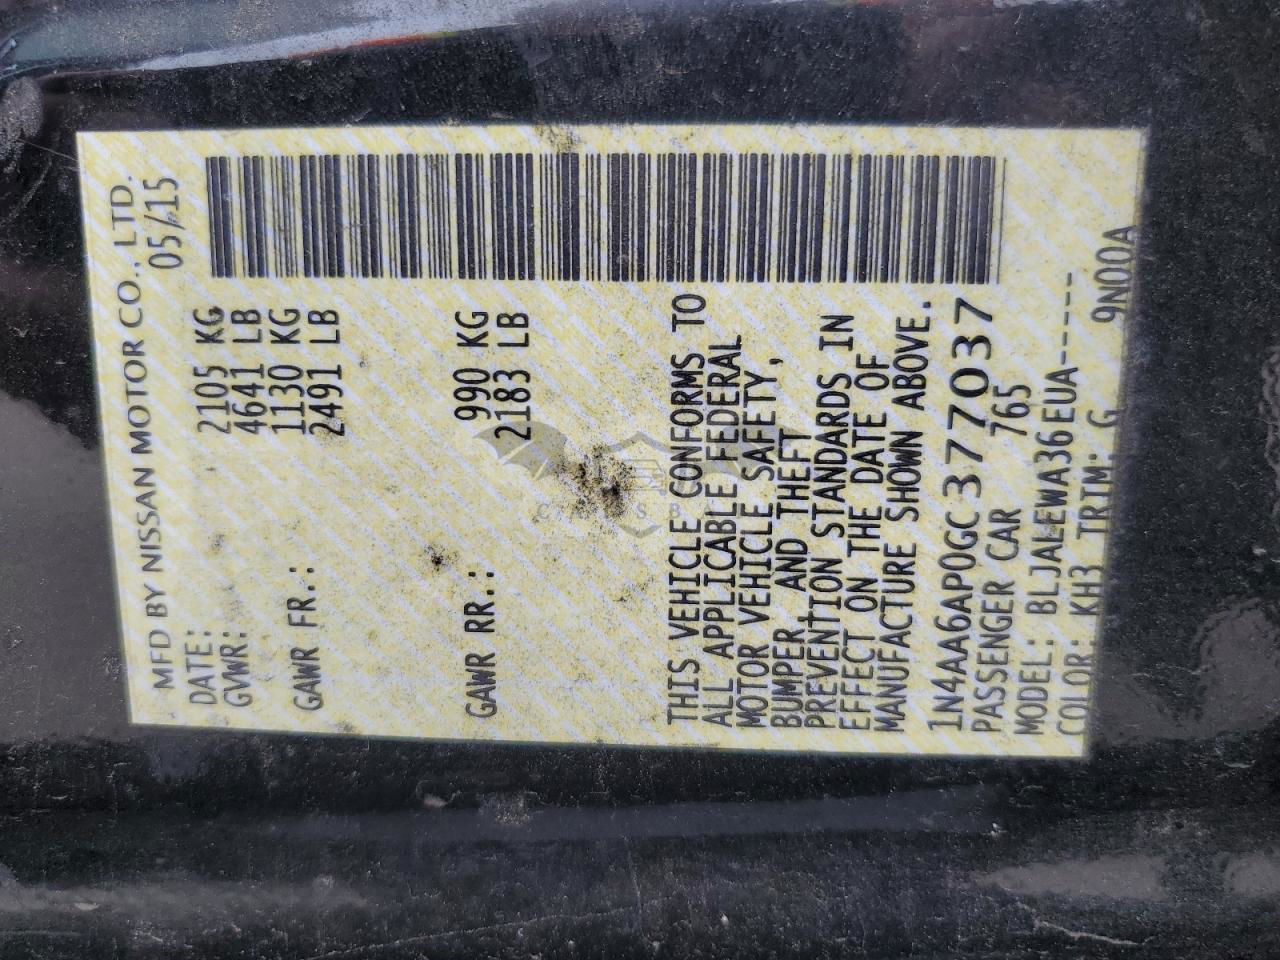 MFD BY NISSAN MOTOR CO., LTD.
DATE: 05/15
GVWR: 2105 KG
4641 LB
GAWR FR.: 1130 KG
2491 LB
GAWR RR.: 990 KG
2183 LB
THIS VEHICLE CONFORMS TO
ALL APPLICABLE FEDERAL
MOTOR VEHICLE SAFETY,
BUMPER, AND THEFT
PREVENTION STANDARDS IN
EFFECT ON THE DATE OF
MANUFACTURE SHOWN ABOVE.
1N4AA6AP0GC377037
PASSENGER CAR 765
MODEL: BLJALEWA36EUA-----
COLOR: KH3 TRIM: G 9N00A